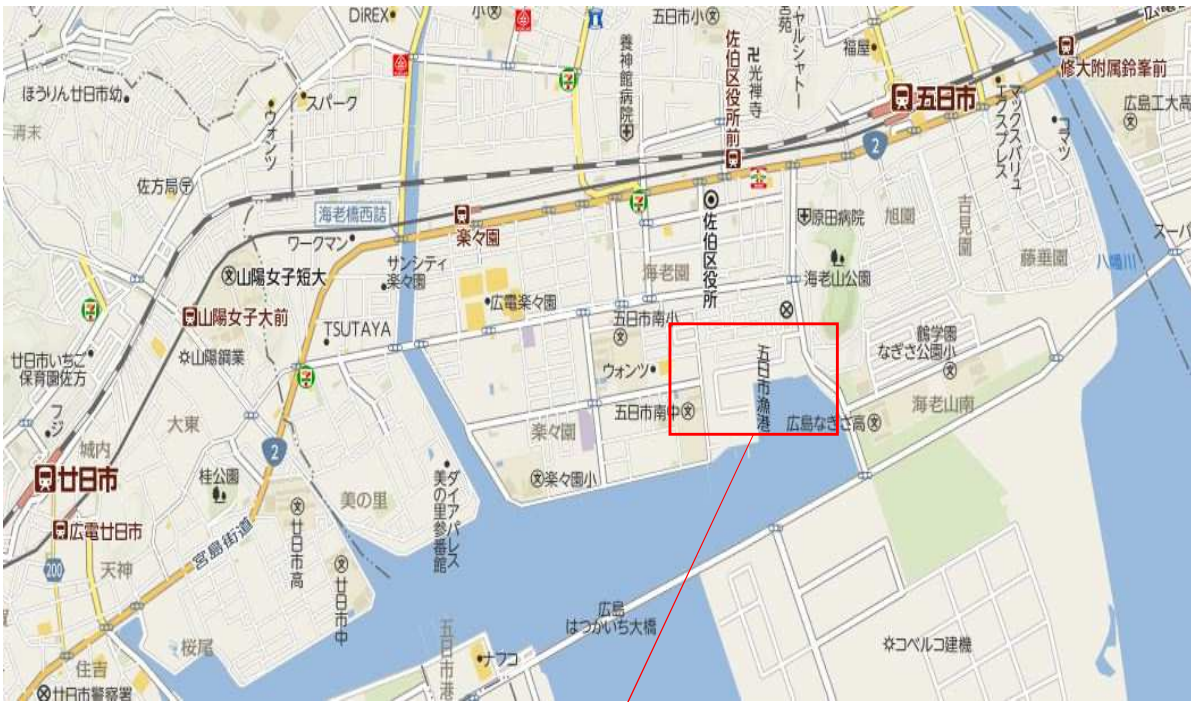 DiREX
小
五日市小
福屋
修大附属鈴峯前
養神館病院
佐伯区役所前
卍光禅寺
五日市
マックスバリュ
エクスプレス
コマツ
広島工大高
ほうりん廿日市幼
スパーク
ウォンツ
清末
2
佐方局
海老橋西詰
楽々園
ワークマン
山陽女子短大
サンシティ
楽々園
海老園
佐伯区役所
原田病院
旭園
吉見園
藤垂園
八幡川
スーパ
海老山公園
広電楽々園
五日市南小
山陽女子大前
TSUTAYA
山陽鋼業
廿日市いちご
保育園佐方
ウォンツ
五日市漁港
鶴学園
なぎさ公園小
海老山南
フジ
城内
大東
楽々園
五日市南中
広島なぎさ高
2
廿日市
桂公園
美の里
ダイアパレス
美の里参番館
楽々園小
広電廿日市
宮島街道
廿日市高
200
天神
廿日市中
広島
はつかいち大橋
五日市港
ナフコ
コベルコ建機
桜尾
住吉
廿日市警察署